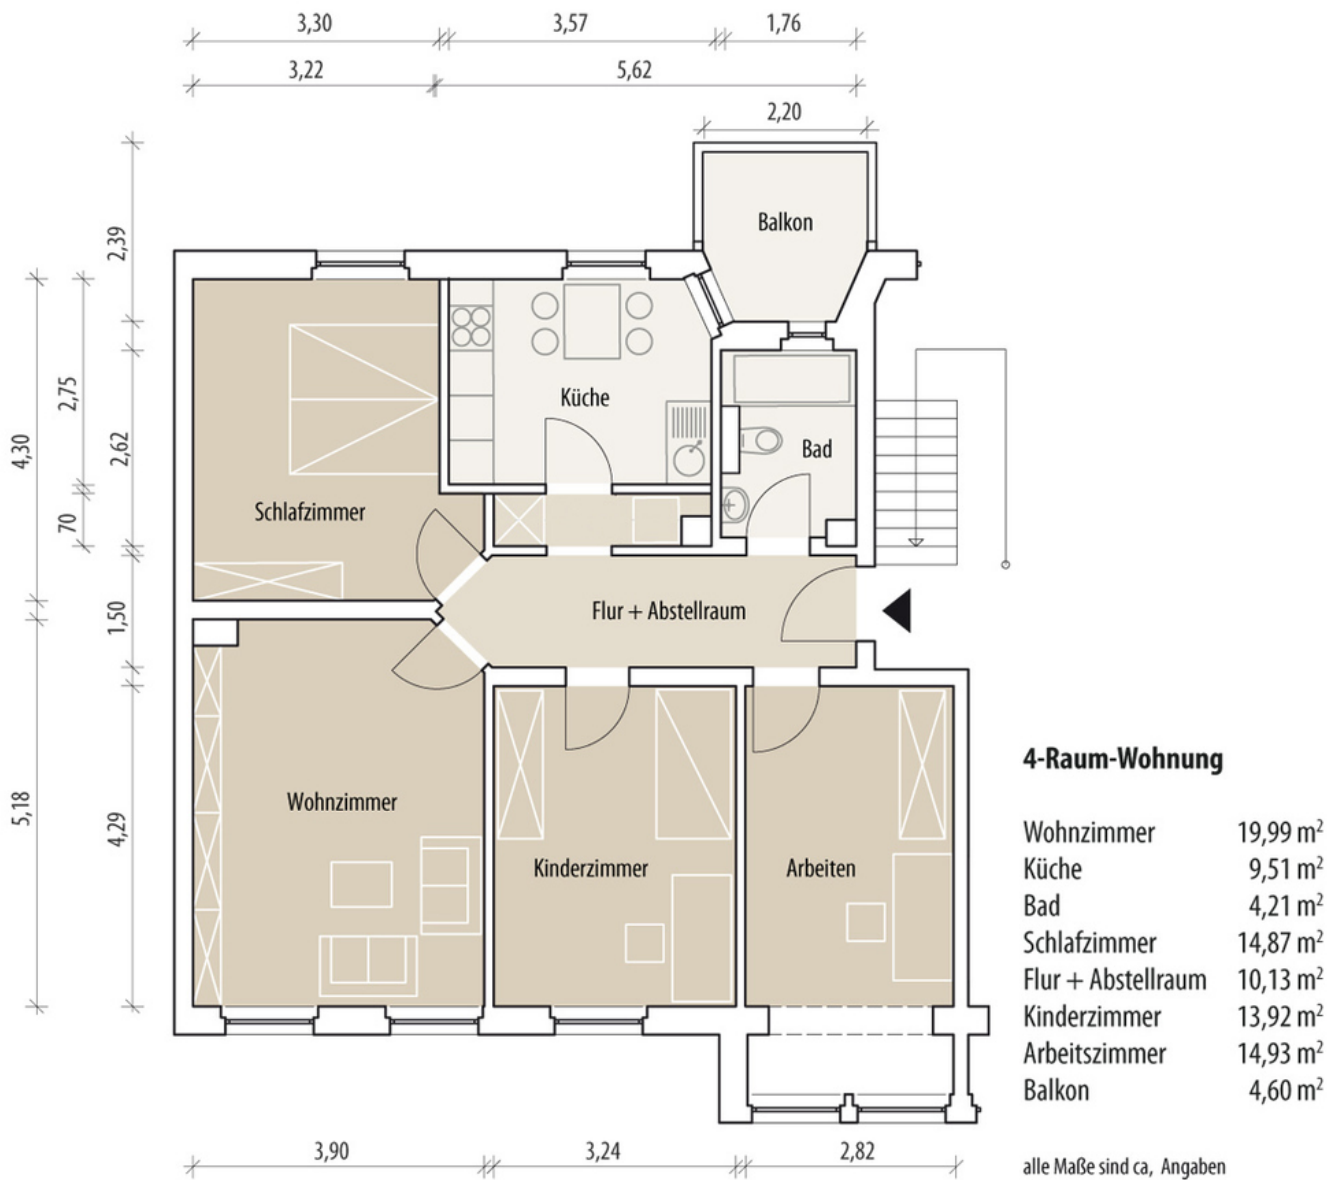 3,30 3,57 1,76
3,22 5,62
2,20
Balkon
2,39
2,75
4,30
Küche
2,62
Bad
Schlafzimmer
70
1,50
Flur + Abstellraum
4-Raum-Wohnung
Wohnzimmer
5,18
4,29
Wohnzimmer 19,99 m²
Kinderzimmer
Arbeiten
Küche 9,51 m²
Bad 4,21 m²
Schlafzimmer 14,87 m²
Flur + Abstellraum 10,13 m²
Kinderzimmer 13,92 m²
Arbeitszimmer 14,93 m²
Balkon 4,60 m²
3,90 3,24 2,82
alle Maße sind ca, Angaben